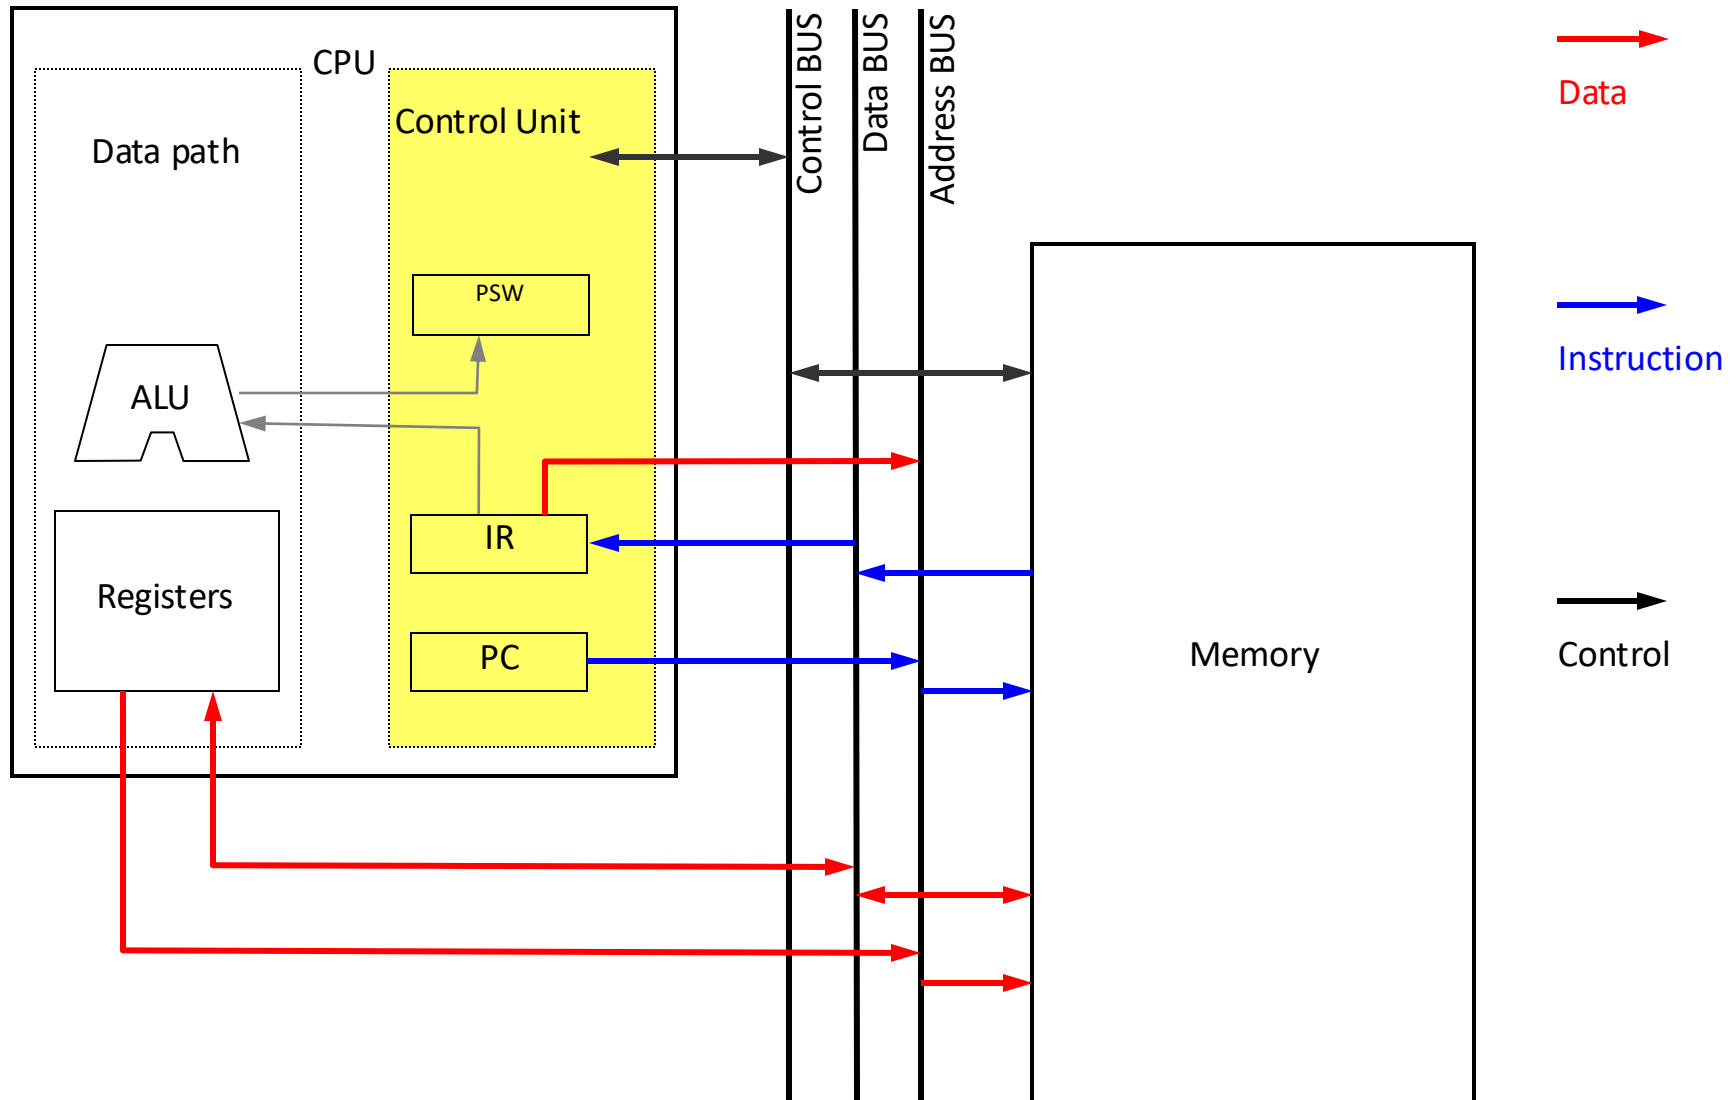 CPU
Data path
Control Unit
PSW
ALU
IR
Registers
PC
Control BUS
Data BUS
Address BUS
Memory
Data
Instruction
Control